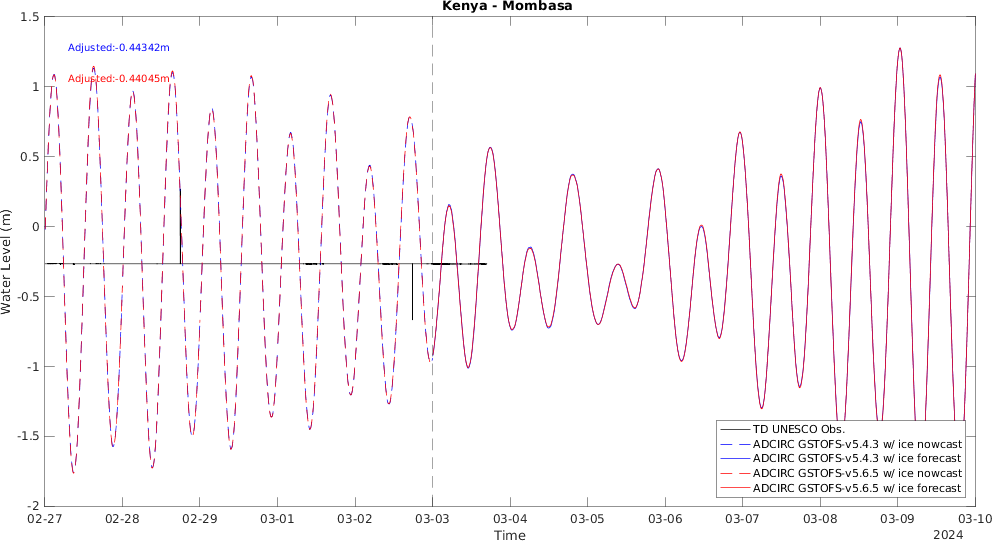 Kenya - Mombasa
Adjusted:-0.44342m
Adjusted:-0.44045m
Water Level (m)
1.5
1
0.5
0
-0.5
-1
-1.5
-2
TD UNESCO Obs.
ADCIRC GSTOFS-v5.4.3 w/ ice nowcast
ADCIRC GSTOFS-v5.4.3 w/ ice forecast
ADCIRC GSTOFS-v5.6.5 w/ ice nowcast
ADCIRC GSTOFS-v5.6.5 w/ ice forecast
02-27 02-28 02-29 03-01 03-02 03-03 03-04 03-05 03-06 03-07 03-08 03-09 03-10
Time
2024